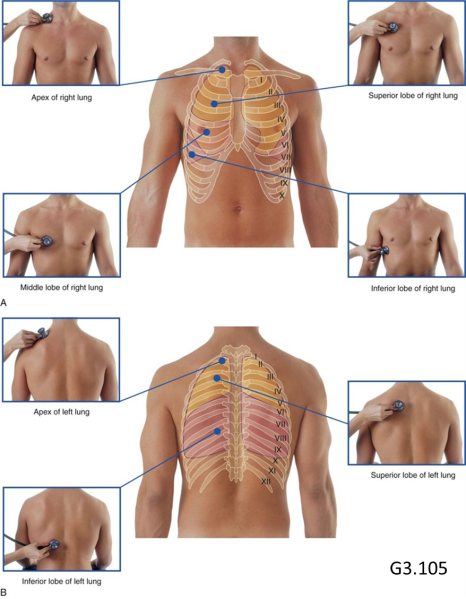 Apex of right lung
Superior lobe of right lung
I
II
III
IV
V
VI
VII
VIII
IX
X
Middle lobe of right lung
Inferior lobe of right lung
A
Apex of left lung
I
II
III
IV
V
VI
VII
VIII
IX
X
XI
XII
Superior lobe of left lung
Inferior lobe of left lung
G3.105
B